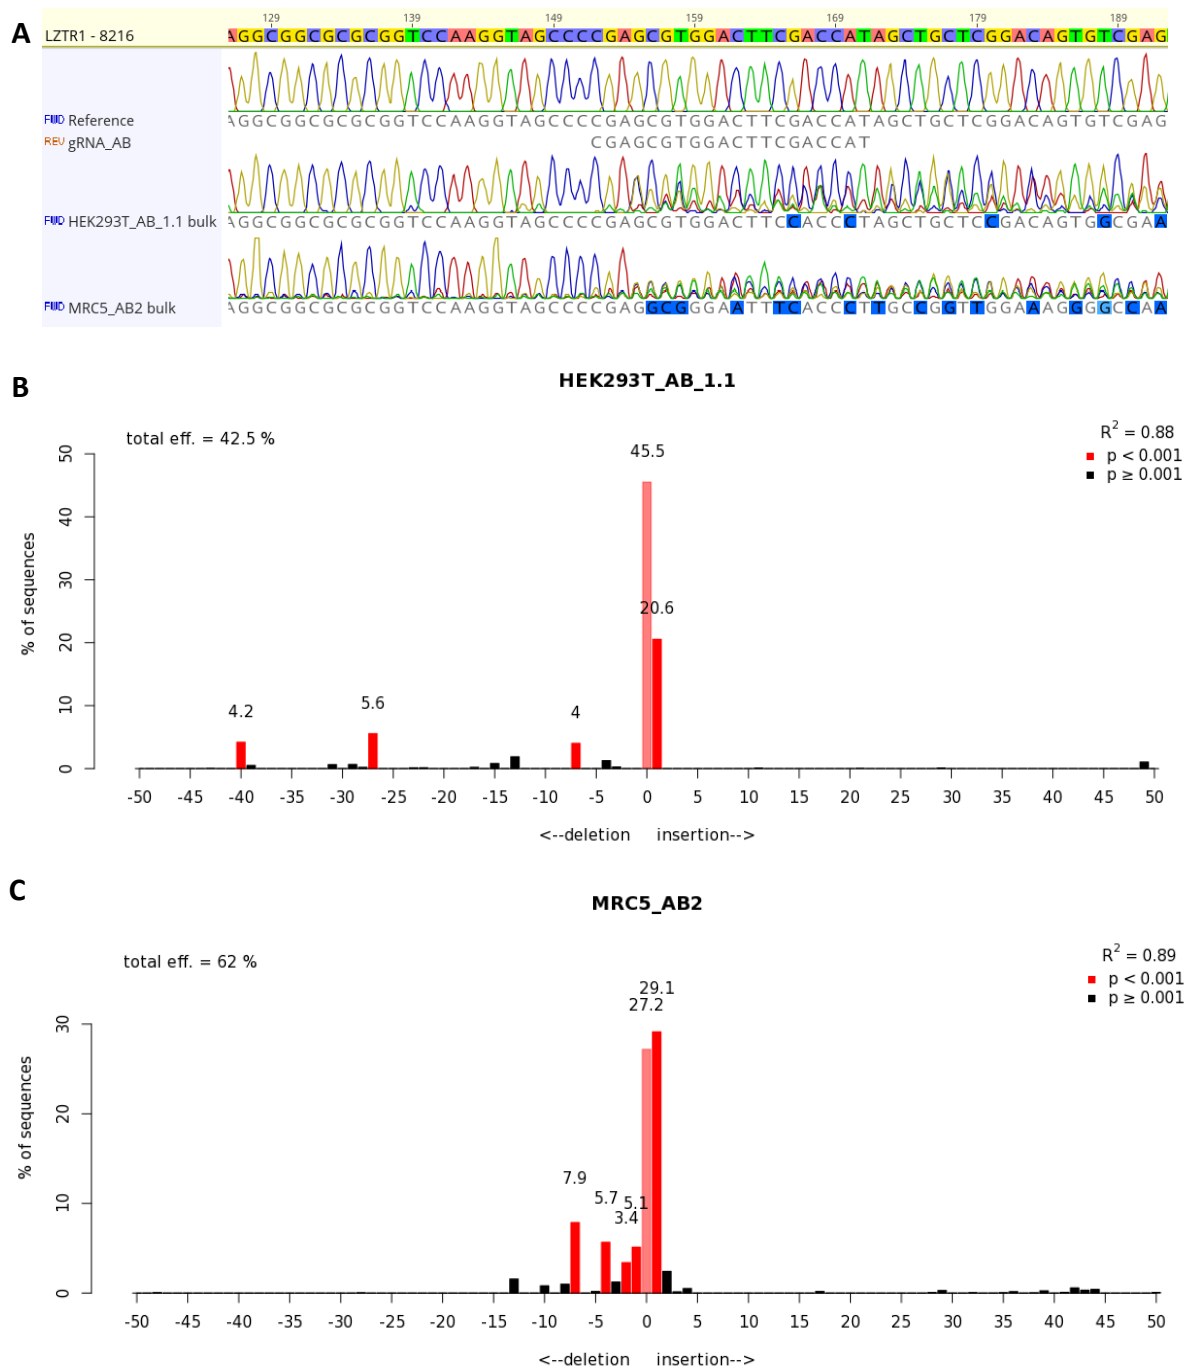 A
129 139 149 159 169 179 189
LZTR1 - 8216
AGGCGGCGCGCGGTCCAAGGTAGCCCCGAGCGTGGACTTCGACCATAGCTGCTCGGACAGTGTCGAG
FWD Reference
AGGCGGCGCGCGGTCCAAGGTAGCCCCGAGCGTGGACTTCGACCATAGCTGCTCGGACAGTGTCGAG
REV gRNA_AB
CGAGCGTGGACTTCGACCAT
FWD HEK293T_AB_1.1 bulk
AGGCGGCGCGCGGTCCAAGGTAGCCCCGAGCGTGGACTTCCACCCTAGCTGCTCCGACAGTGGCGAA
FWD MRC5_AB2 bulk
AGGCGGCGCGCGGTCCAAGGTAGCCCCGAGGCGGGAATTTCACCCTTGCCGGTTGGAAAGGGGCCAA
B
HEK293T_AB_1.1
total eff. = 42.5 %
R² = 0.88
p < 0.001
p ≥ 0.001
% of sequences
50
40
30
20
10
0
4.2
5.6
4
45.5
20.6
-50 -45 -40 -35 -30 -25 -20 -15 -10 -5 0 5 10 15 20 25 30 35 40 45 50
<--deletion insertion-->
C
MRC5_AB2
total eff. = 62 %
R² = 0.89
p < 0.001
p ≥ 0.001
% of sequences
30
20
10
0
7.9
5.7
3.4
5.1
27.2
29.1
-50 -45 -40 -35 -30 -25 -20 -15 -10 -5 0 5 10 15 20 25 30 35 40 45 50
<--deletion insertion-->